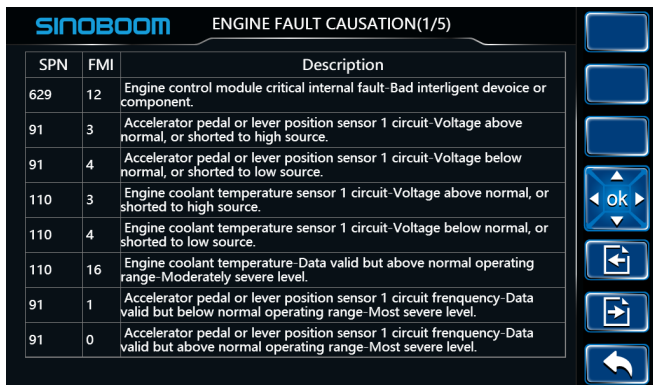 SINOBOOM
ENGINE FAULT CAUSATION(1/5)
SPN FMI Description
629 12 Engine control module critical internal fault-Bad interligent devoice or
component.
91 3 Accelerator pedal or lever position sensor 1 circuit-Voltage above
normal, or shorted to high source.
91 4 Accelerator pedal or lever position sensor 1 circuit-Voltage below
normal, or shorted to low source.
110 3 Engine coolant temperature sensor 1 circuit-Voltage above normal, or
shorted to high source.
110 4 Engine coolant temperature sensor 1 circuit-Voltage below normal, or
shorted to low source.
110 16 Engine coolant temperature-Data valid but above normal operating
range-Moderately severe level.
91 1 Accelerator pedal or lever position sensor 1 circuit frenquency-Data
valid but below normal operating range-Most severe level.
91 0 Accelerator pedal or lever position sensor 1 circuit frenquency-Data
valid but above normal operating range-Most severe level.
ok